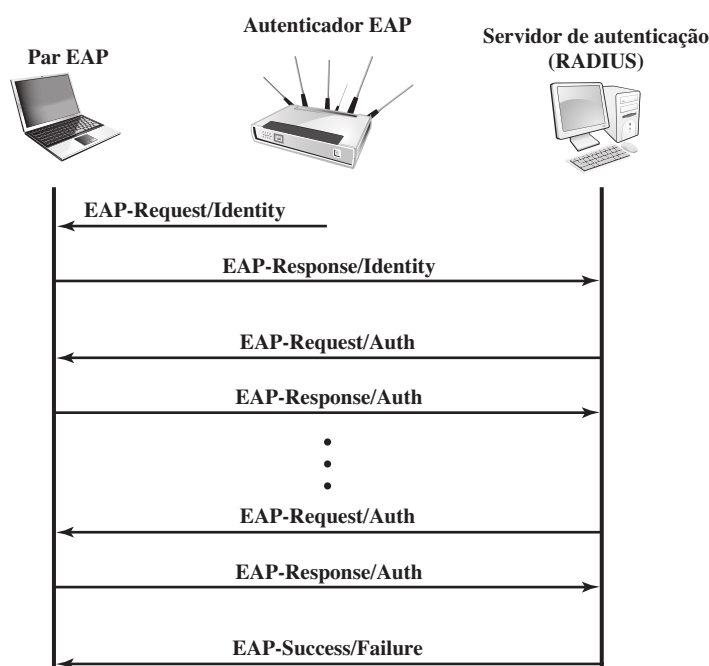 Par EAP
Autenticador EAP
Servidor de autenticação
(RADIUS)
EAP-Request/Identity
EAP-Response/Identity
EAP-Request/Auth
EAP-Response/Auth
EAP-Request/Auth
EAP-Response/Auth
EAP-Success/Failure